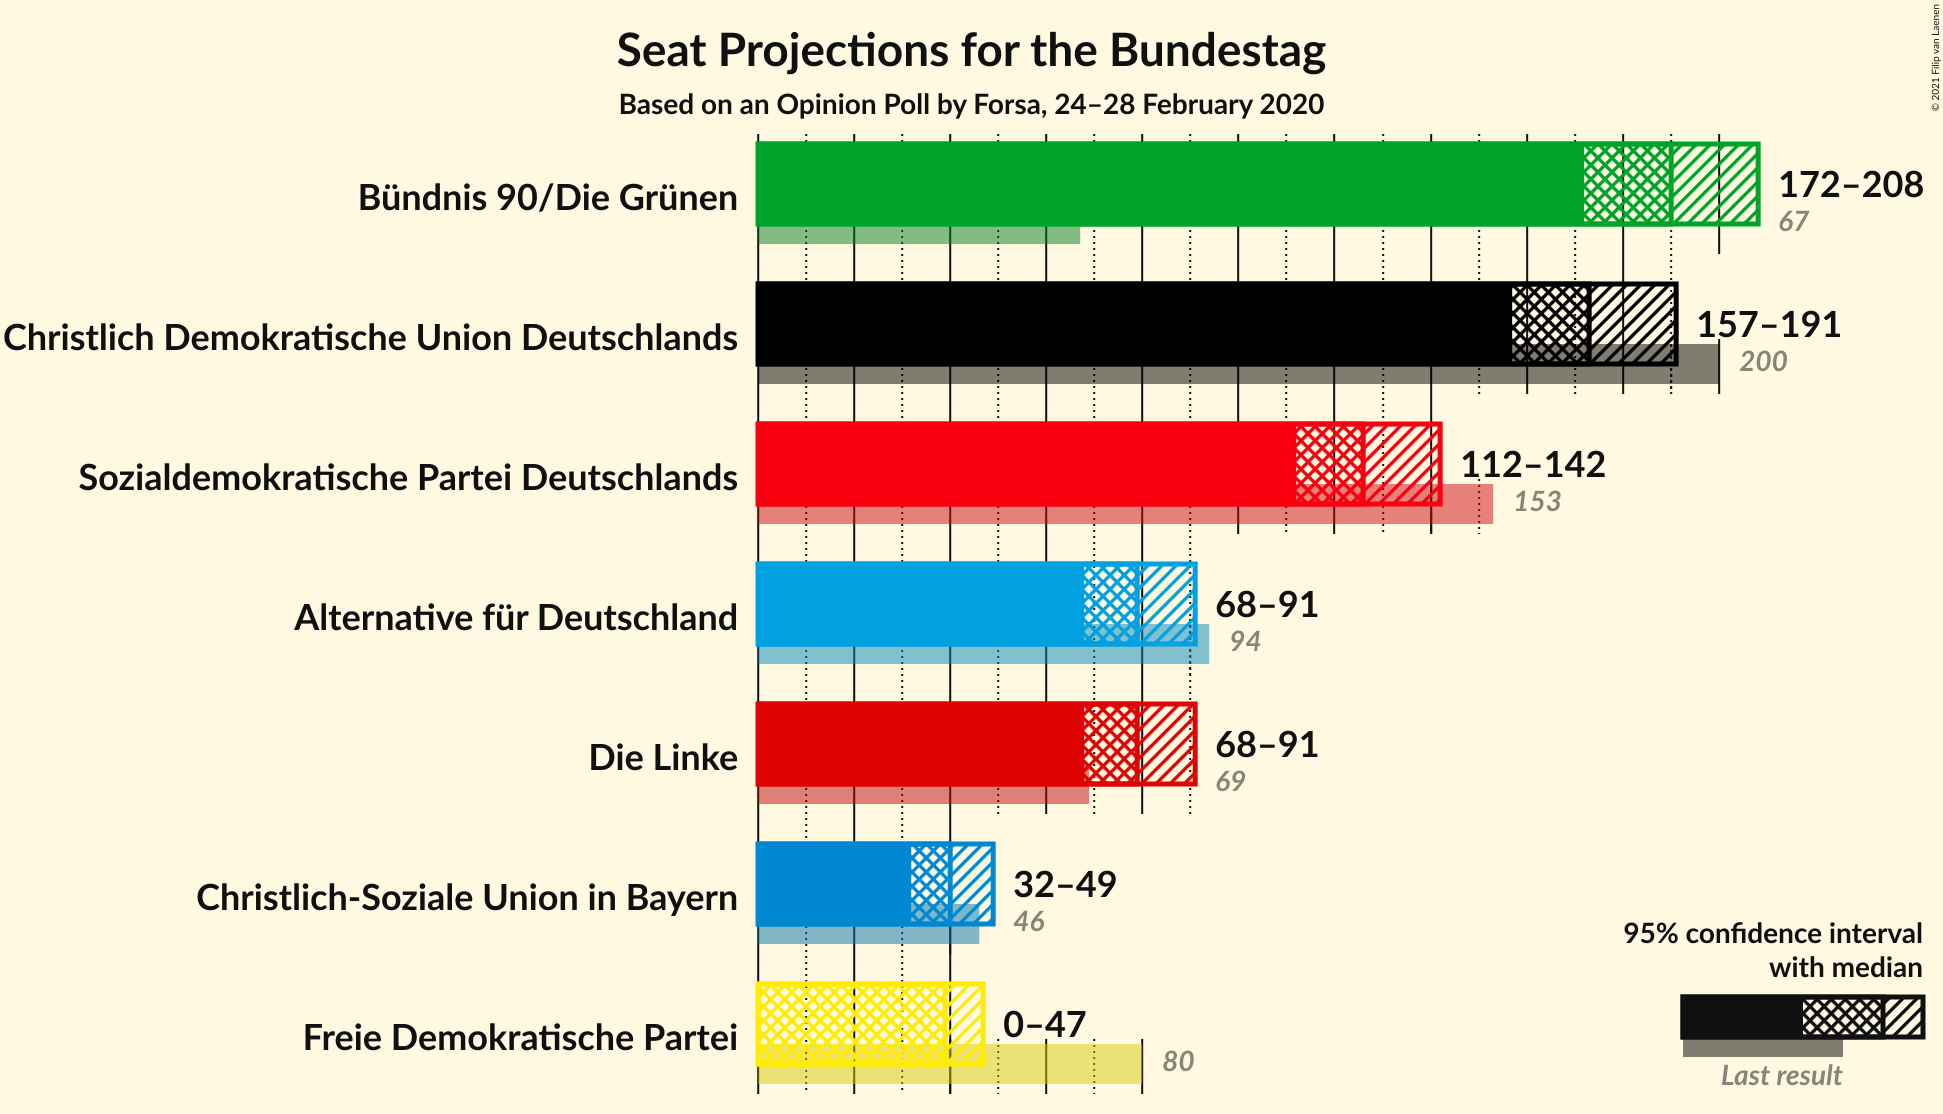 Seat Projections for the Bundestag
Based on an Opinion Poll by Forsa, 24–28 February 2020
© 2021 Filip van Laenen
Bündnis 90/Die Grünen
172–208
67
Christlich Demokratische Union Deutschlands
157–191
200
Sozialdemokratische Partei Deutschlands
112–142
153
Alternative für Deutschland
68–91
94
Die Linke
68–91
69
Christlich-Soziale Union in Bayern
32–49
46
Freie Demokratische Partei
0–47
80
95% confidence interval
with median
Last result